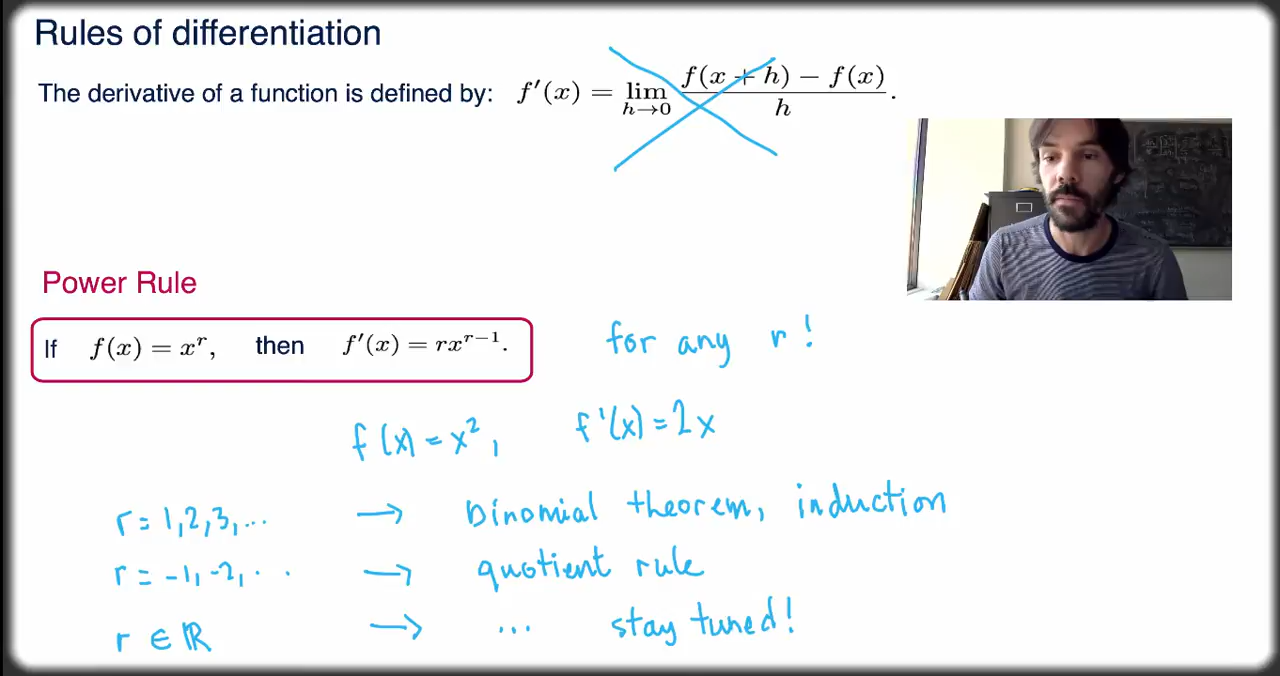 Rules of differentiation
The derivative of a function is defined by: f′(x) = lim_{h→0} (f(x + h) − f(x))/h.
Power Rule
If f(x) = x^r, then f′(x) = rx^{r−1}. for any r!
f(x) = x^2, f'(x) = 2x
r = 1, 2, 3, ... → binomial theorem, induction
r = -1, -2, ... → quotient rule
r ∈ ℝ → ... stay tuned!